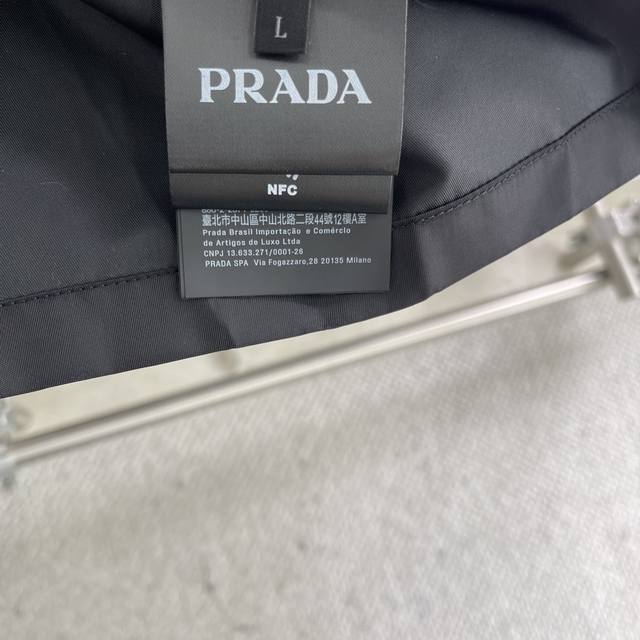 L
PRADA
NFC
臺北市中山區中山北路二段44號12樓A室
Prada Brasil Importação e Comércio
de Artigos de Luxo Ltda
CNPJ 13.633.271/0001-26
PRADA SPA Via Fogazzaro,28 20135 Milano